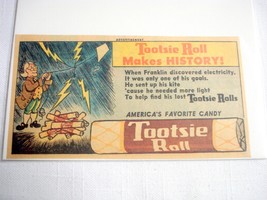 ADVERTISEMENT
Tootsie Roll
Makes HISTORY!
When Franklin discovered electricity,
It was only one of his goals.
He sent up his kite
'cause he needed more light
To help find his lost Tootsie Rolls
AMERICA'S FAVORITE CANDY
Tootsie
Roll